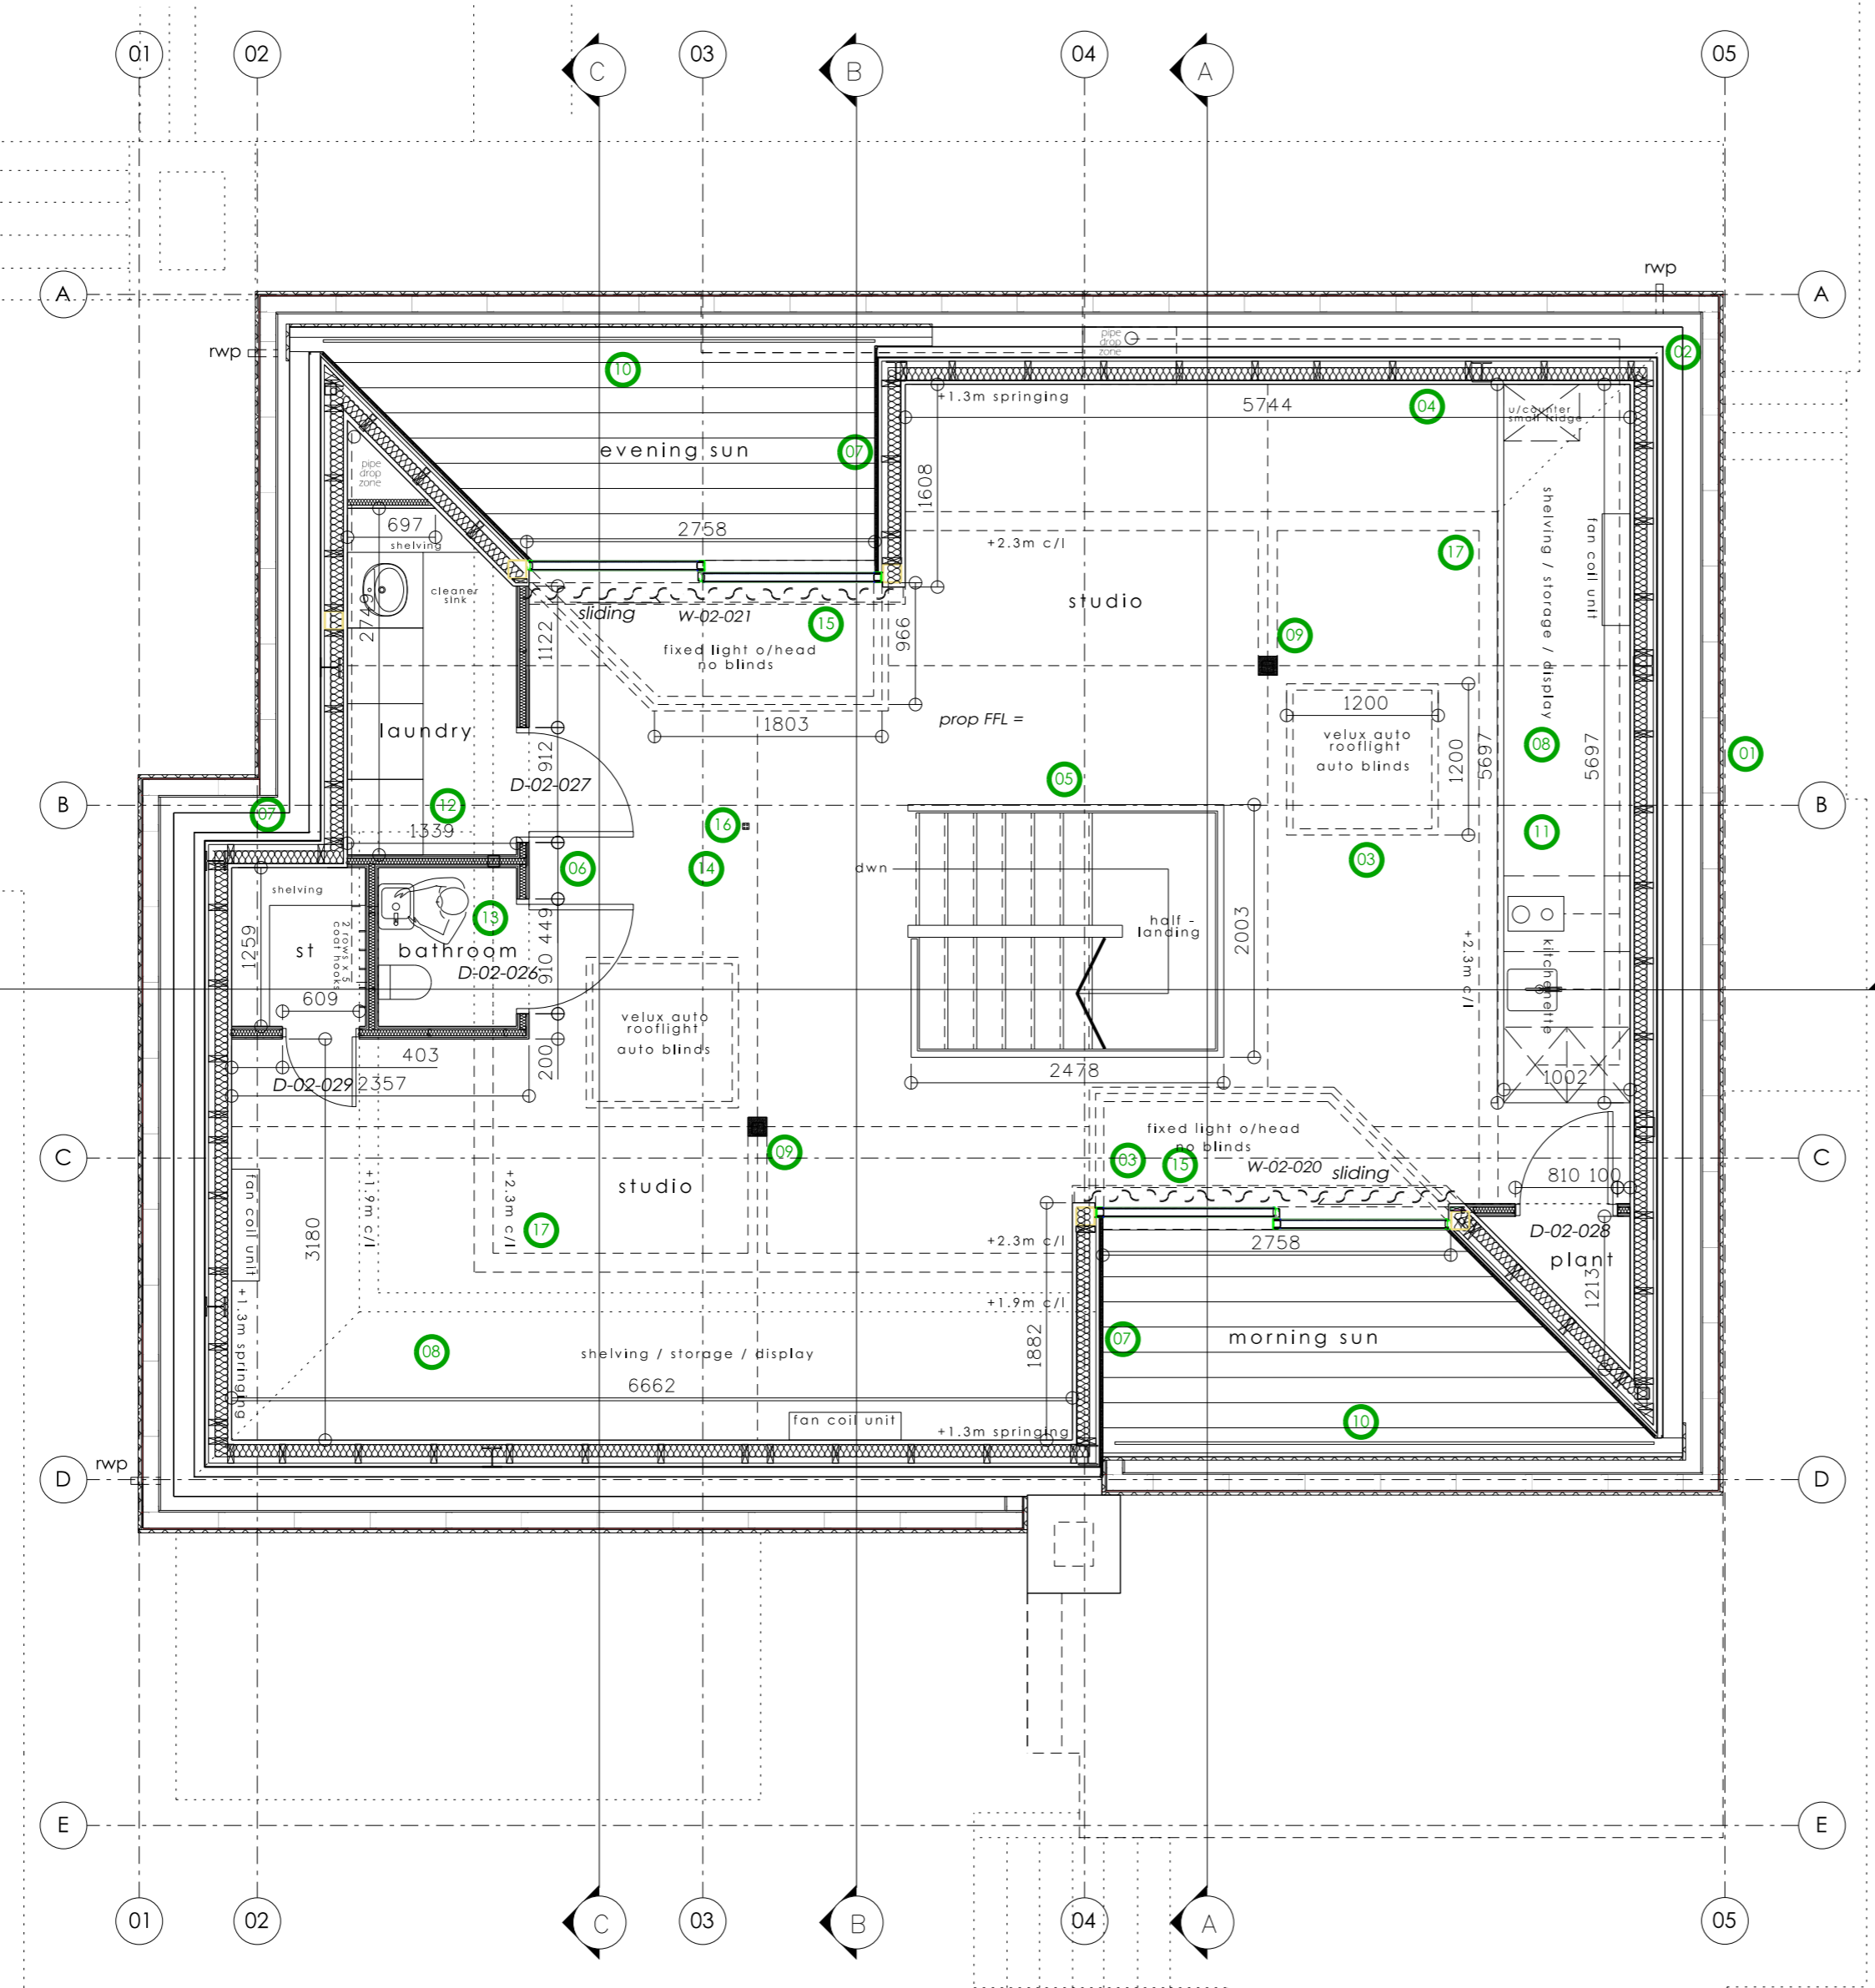 01
02
C
03
B
04
A
05
A
A
rwp
rwp
pipe
drop
zone
02
10
+1.3m springing
5744
04
u/counter
small fridge
evening sun
07
1608
pipe
drop
zone
697
shelving
2758
+2.3m c/l
17
shelving / storage / display
fan coil unit
cleaner
sink
2749
sliding
W-02-021
15
studio
1122
fixed light o/head
no blinds
966
09
1803
prop FFL =
1200
velux auto
rooflight
auto blinds
1200
5697
5697
laundry
912
08
01
D-02-027
05
B
07
12
B
1339
16
11
06
14
dwn
03
shelving
13
449
half -
landing
2003
1259
st
2 rows x 5
coat hooks
bathroom
D-02-026
910
+2.3m c/l
kitchenette
609
velux auto
rooflight
auto blinds
403
200
2478
1002
D-02-029
2357
fixed light o/head
no blinds
C
09
03
15
W-02-020
sliding
C
810
100
+1.9m c/l
+2.3m c/l
studio
fan coil unit
3180
17
+2.3m c/l
2758
D-02-028
plant
1213
+1.3m springing
+1.9m c/l
08
shelving / storage / display
1882
07
morning sun
6662
fan coil unit
+1.3m springing
10
rwp
D
D
E
E
01
02
C
03
B
04
A
05